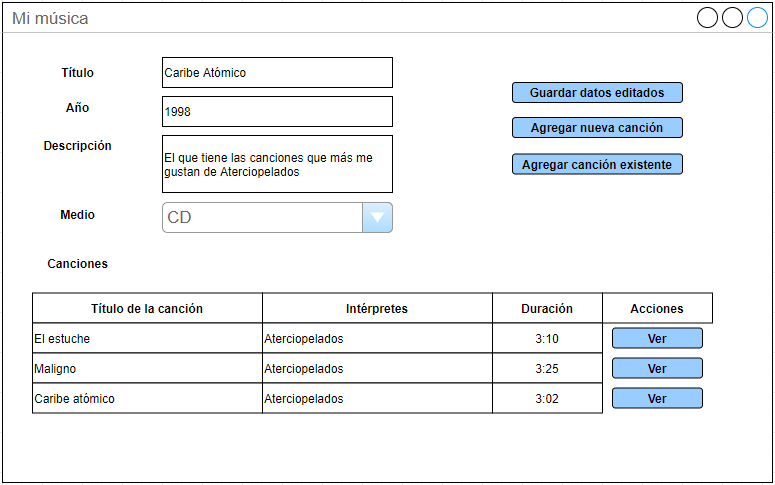 Mi música
Título
Caribe Atómico
Año
1998
Descripción
El que tiene las canciones que más me
gustan de Aterciopelados
Medio
CD
Guardar datos editados
Agregar nueva canción
Agregar canción existente
Canciones
Título de la canción Intérpretes Duración Acciones
El estuche Aterciopelados 3:10 Ver
Maligno Aterciopelados 3:25 Ver
Caribe atómico Aterciopelados 3:02 Ver